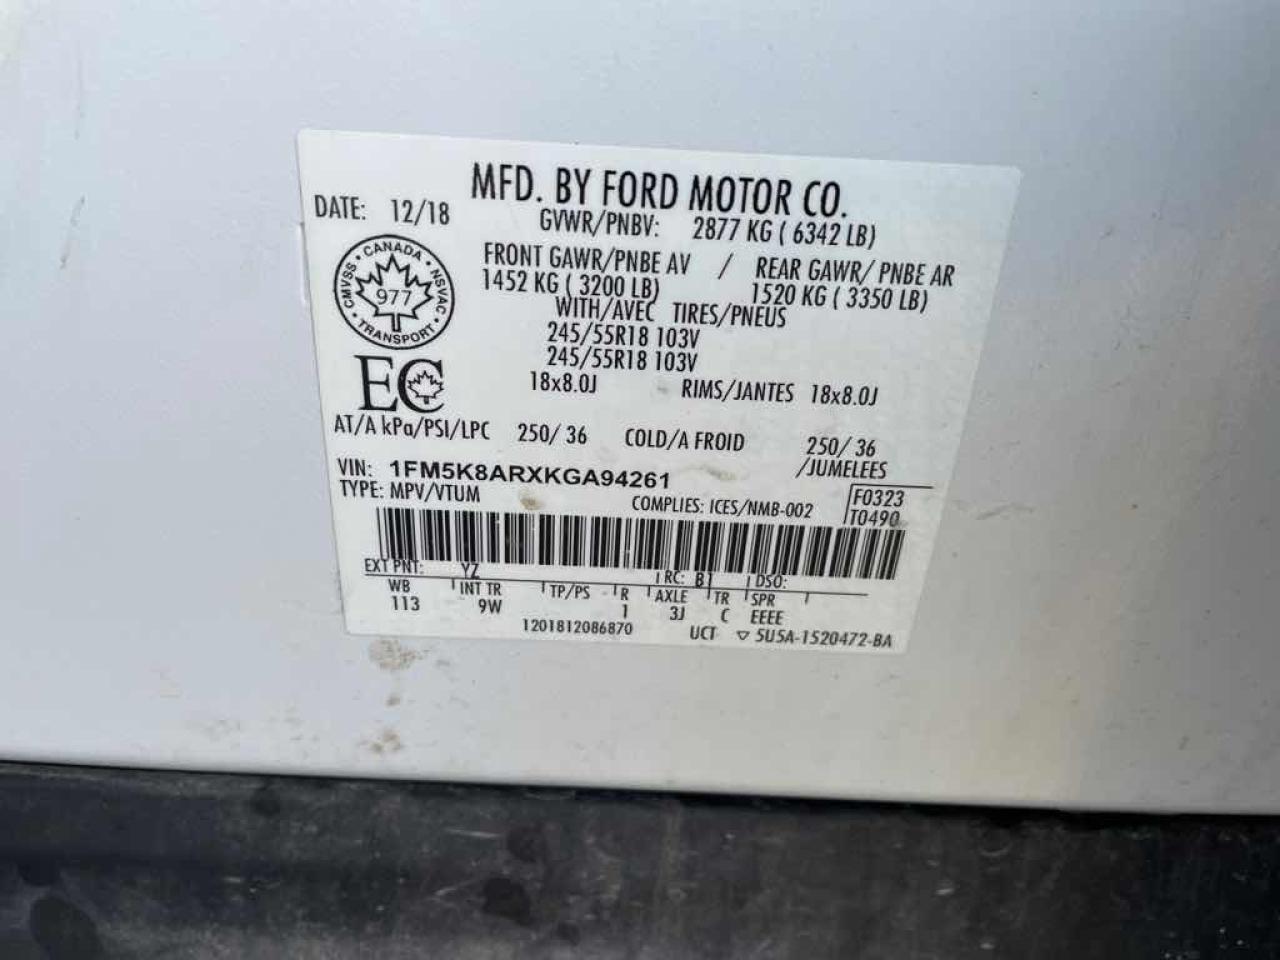 MFD. BY FORD MOTOR CO.
DATE: 12/18
GVWR/PNBV: 2877 KG ( 6342 LB)
FRONT GAWR/PNBE AV / REAR GAWR/ PNBE AR
1452 KG ( 3200 LB) 1520 KG ( 3350 LB)
WITH/AVEC TIRES/PNEUS
245/55R18 103V
245/55R18 103V
18x8.0J RIMS/JANTES 18x8.0J
CMVSS • CANADA • NSVAC • TRANSPORT •
977
EC
AT/A kPa/PSI/LPC 250/ 36 COLD/A FROID 250/ 36
/JUMELEES
VIN: 1FM5K8ARXKGA94261
TYPE: MPV/VTUM
COMPLIES: ICES/NMB-002
F0323
T0490
EXT PNT: YZ RC: B1 DSO:
WB INT TR TP/PS R AXLE TR SPR
113 9W 1 3J C EEEE
1201812086870
UCT ▽ 5U5A-1520472-BA